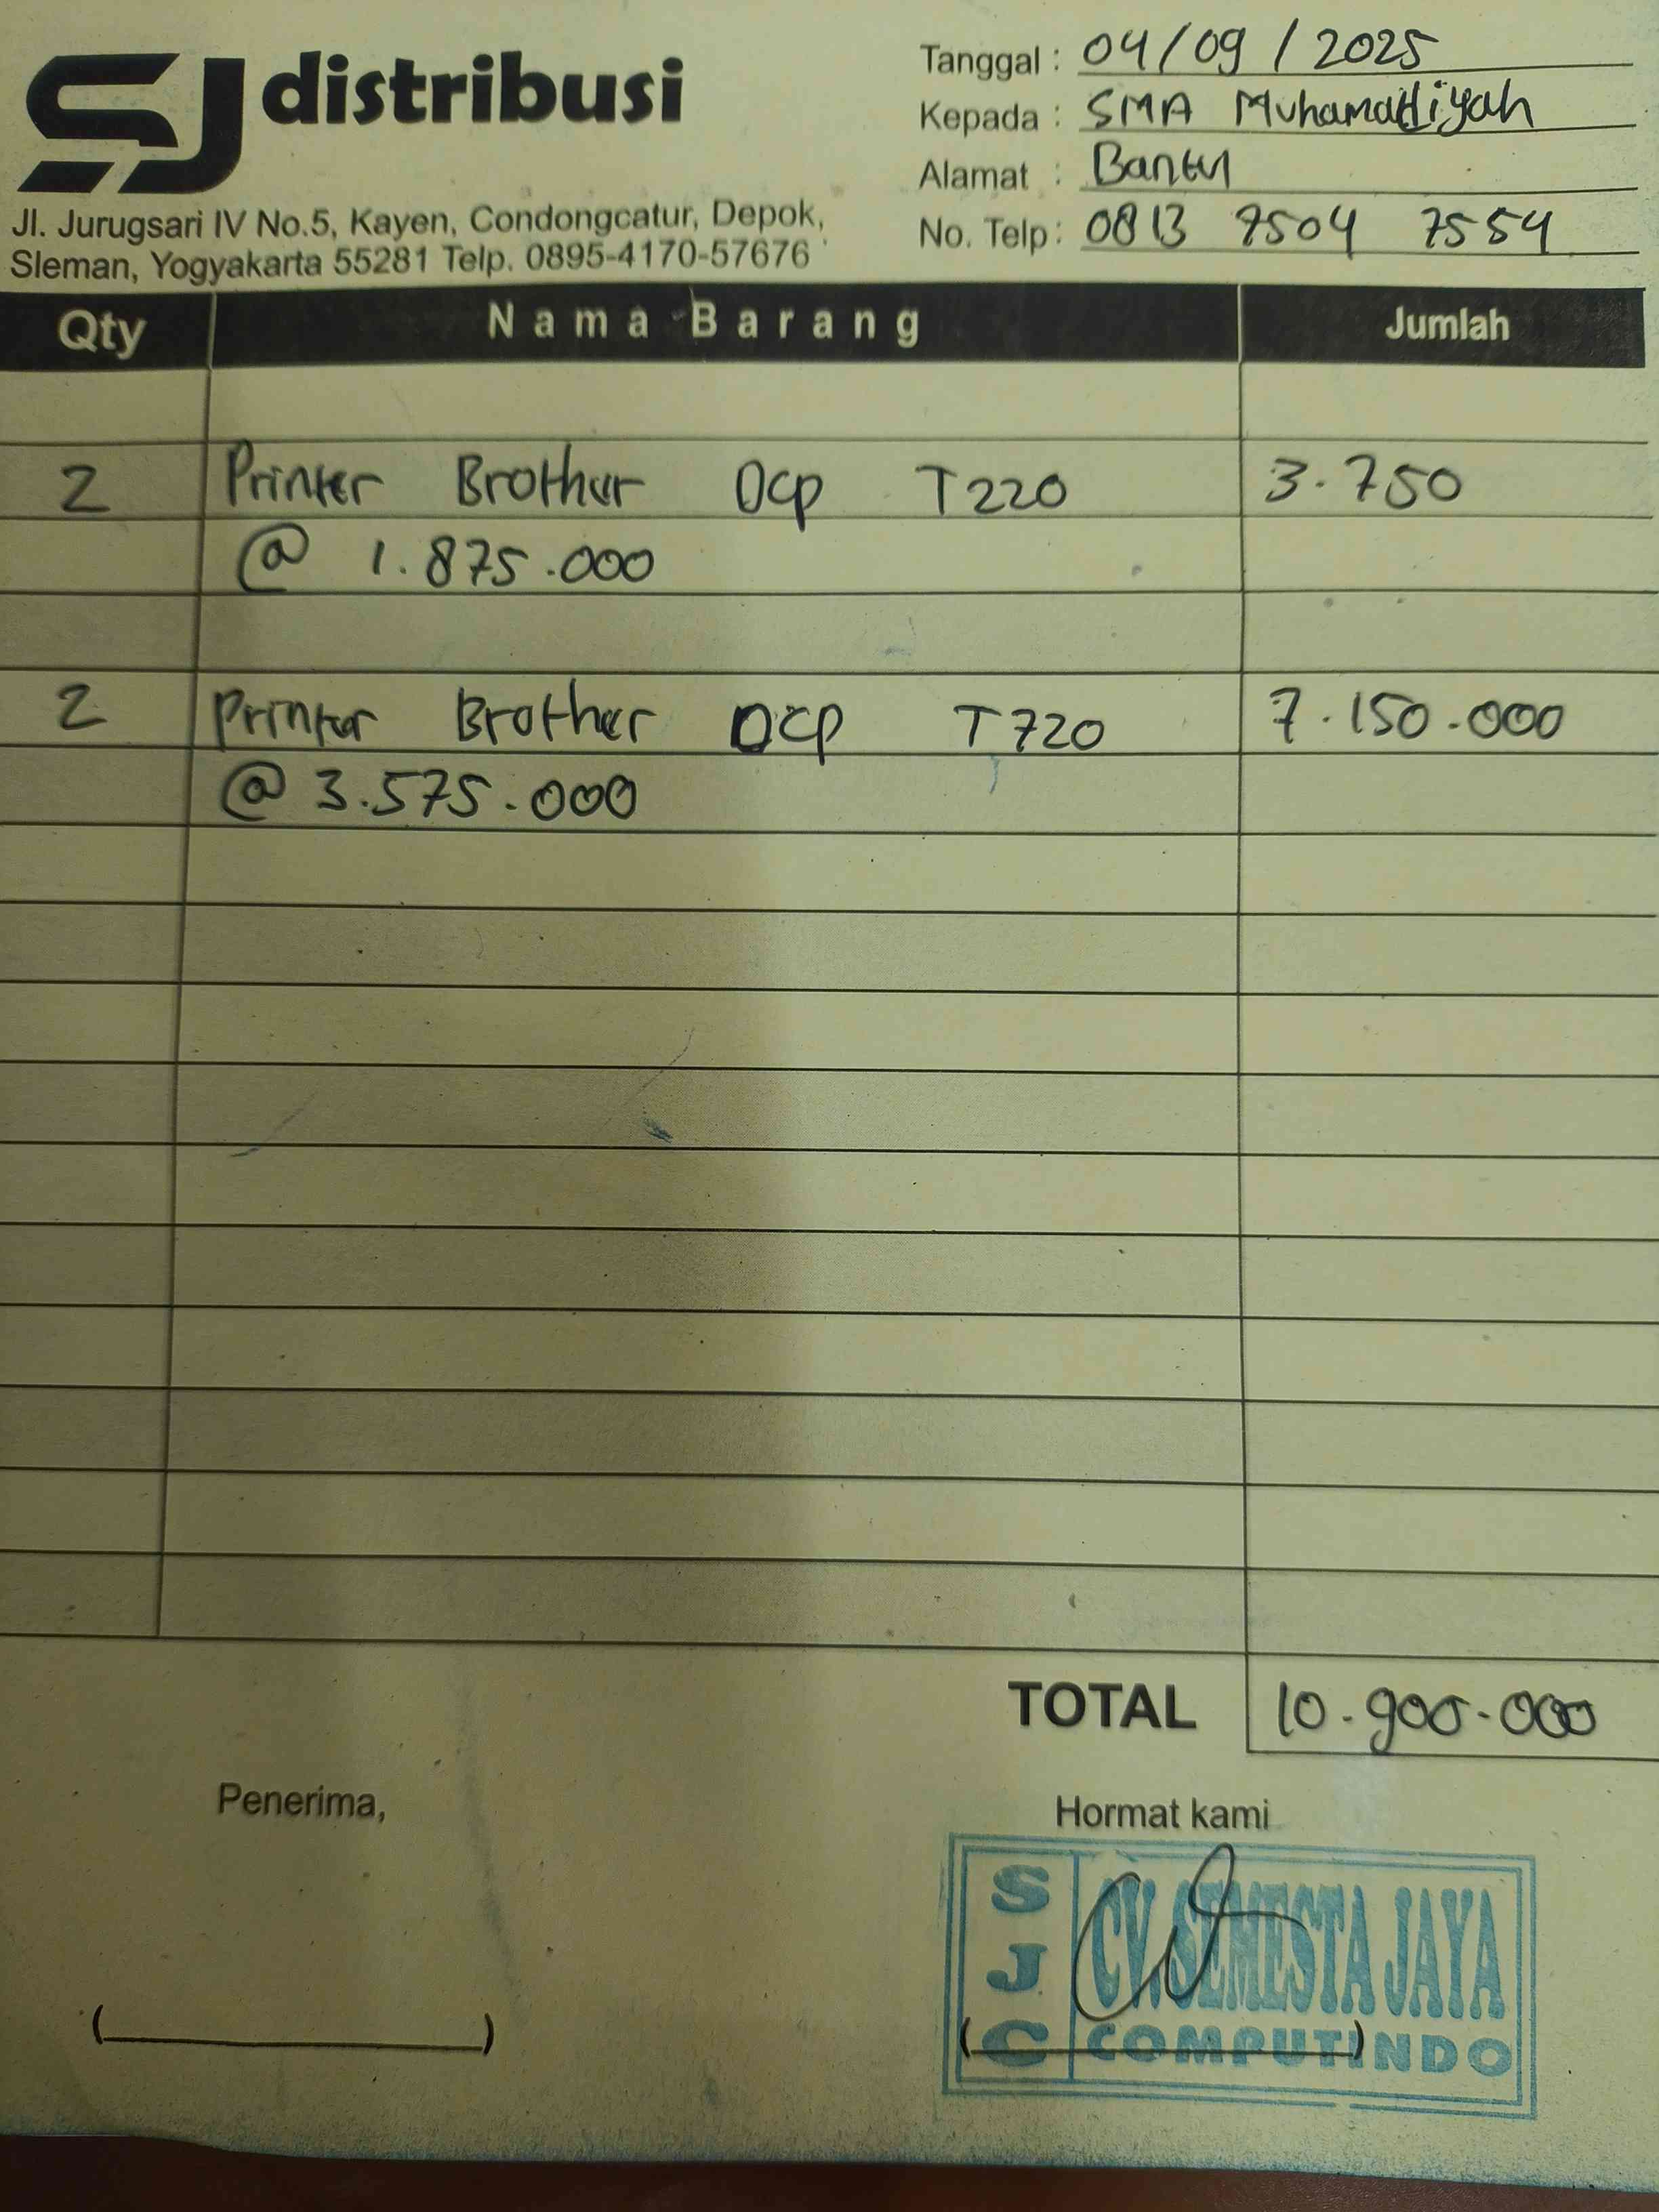 SJ distribusi
Jl. Jurugsari IV No.5, Kayen, Condongcatur, Depok,
Sleman, Yogyakarta 55281 Telp. 0895-4170-57676
Tanggal : 04/09/2025
Kepada : SMA Muhamadiyah
Alamat : Bantul
No. Telp : 0813 9504 7554
Qty Nama Barang Jumlah
2 Printer Brother Dcp T220 3.750
@ 1.875.000
2 Printer Brother DCP T720 7.150.000
@ 3.575.000
TOTAL 10.900.000
Penerima,
Hormat kami
SJC
CV. SEMESTA JAYA
COMPUTINDO